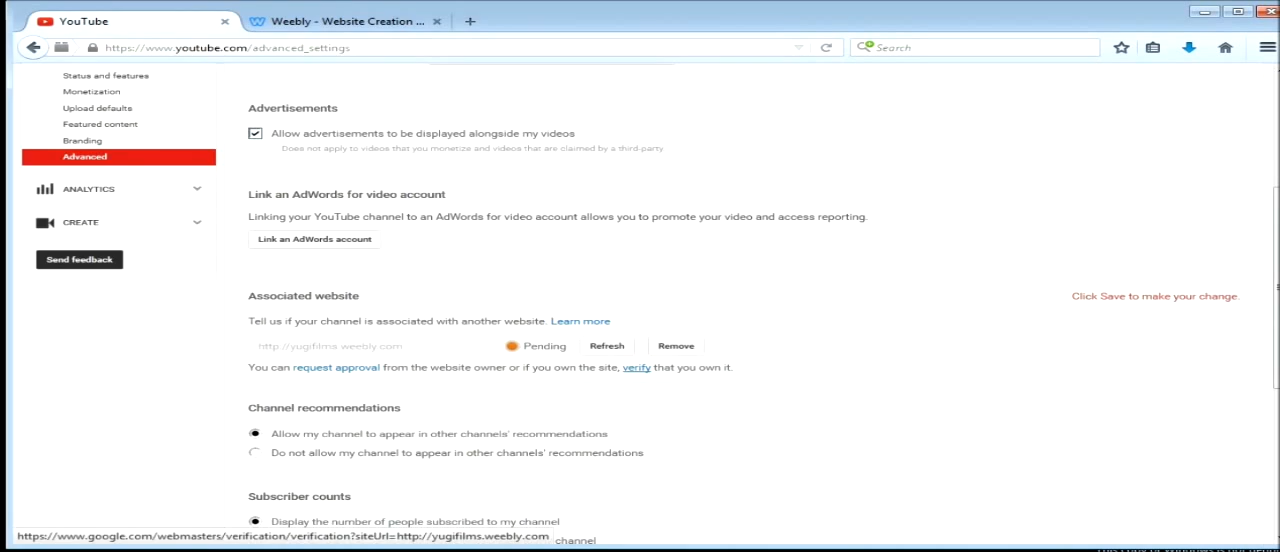 YouTube
Weebly - Website Creation ...
https://www.youtube.com/advanced_settings
Search
Status and features
Monetization
Upload defaults
Featured content
Branding
Advanced
ANALYTICS
CREATE
Send feedback
Advertisements
Allow advertisements to be displayed alongside my videos
Does not apply to videos that you monetize and videos that are claimed by a third-party
Link an AdWords for video account
Linking your YouTube channel to an AdWords for video account allows you to promote your video and access reporting.
Link an AdWords account
Associated website
Click Save to make your change.
Tell us if your channel is associated with another website. Learn more
http://yugifilms.weebly.com
Pending
Refresh
Remove
You can request approval from the website owner or if you own the site, verify that you own it.
Channel recommendations
Allow my channel to appear in other channels' recommendations
Do not allow my channel to appear in other channels' recommendations
Subscriber counts
Display the number of people subscribed to my channel
channel
https://www.google.com/webmasters/verification/verification?siteUrl=http://yugifilms.weebly.com